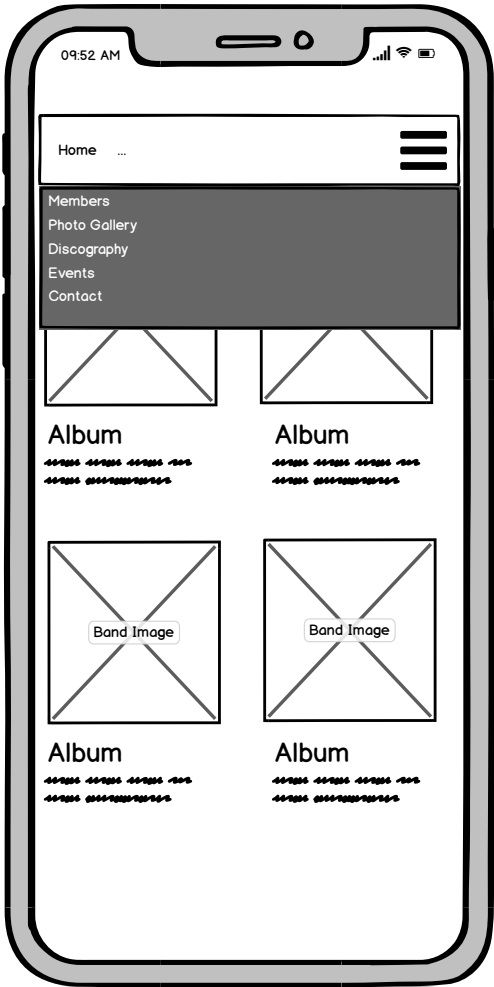 09:52 AM
Home ...
Members
Photo Gallery
Discography
Events
Contact
Album Album
Band Image Band Image
Album Album